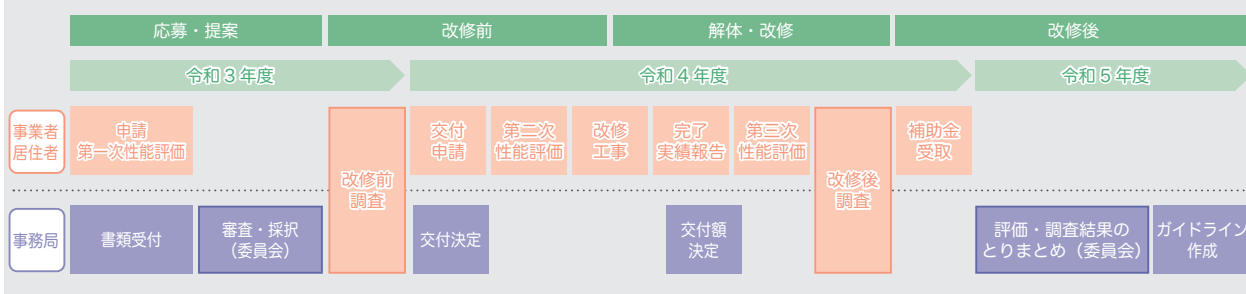 応募・提案
改修前
解体・改修
改修後
令和3年度
令和4年度
令和5年度
事業者
居住者
申請
第一次性能評価
改修前
調査
交付
申請
第二次
性能評価
改修
工事
完了
実績報告
第三次
性能評価
改修後
調査
補助金
受取
事務局
書類受付
審査・採択
（委員会）
交付決定
交付額
決定
評価・調査結果の
とりまとめ（委員会）
ガイドライン
作成